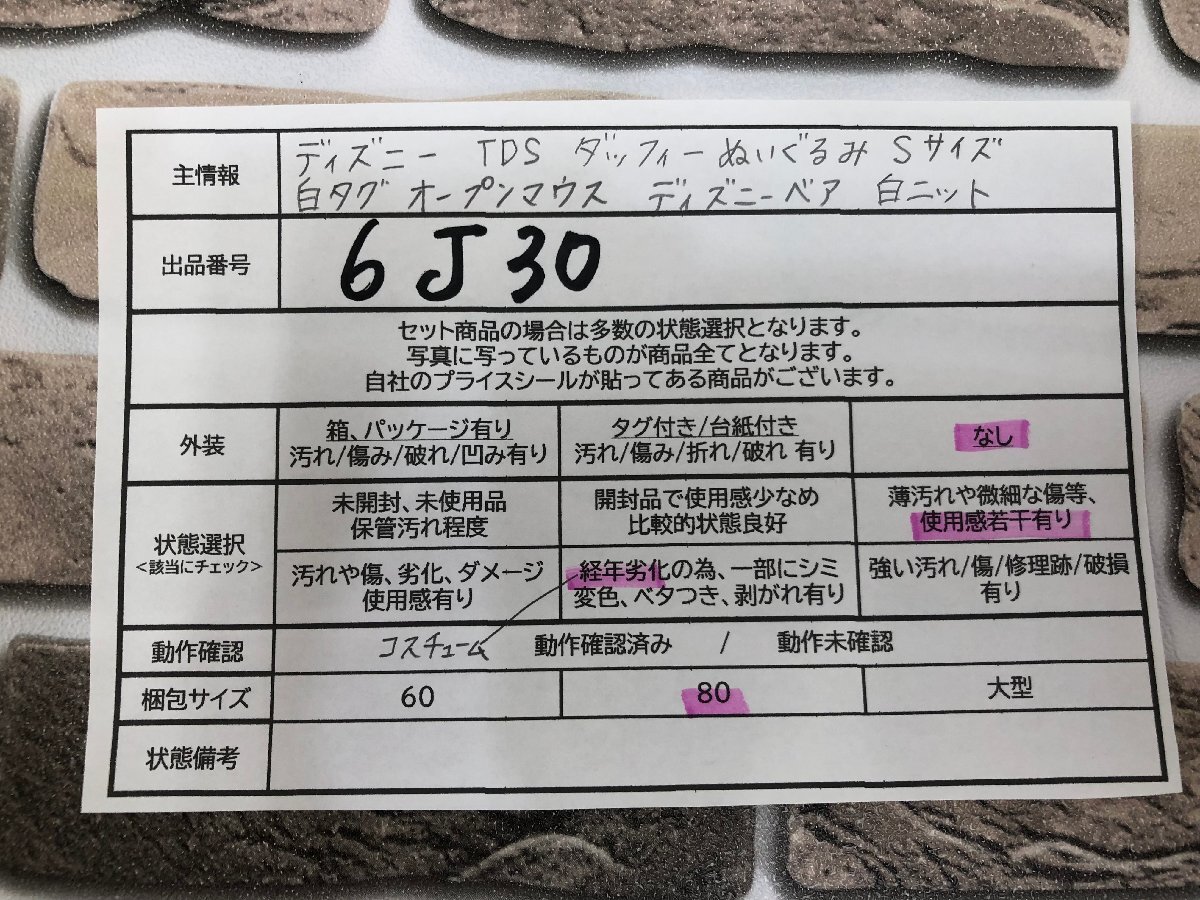 主情報
ディズニー TDS ダッフィーぬいぐるみ Sサイズ
白タグ オープンマウス ディズニーベア 白ニット
出品番号
6J30
セット商品の場合は多数の状態選択となります。
写真に写っているものが商品全てとなります。
自社のプライスシールが貼ってある商品がございます。
外装
箱、パッケージ有り
汚れ/傷み/破れ/凹み有り
タグ付き/台紙付き
汚れ/傷み/折れ/破れ 有り
なし
状態選択
<該当にチェック>
未開封、未使用品
保管汚れ程度
開封品で使用感少なめ
比較的状態良好
薄汚れや微細な傷等、
使用感若干有り
汚れや傷、劣化、ダメージ
使用感有り
経年劣化の為、一部にシミ
変色、ベタつき、剥がれ有り
強い汚れ/傷/修理跡/破損
有り
動作確認
コスチューム 動作確認済み / 動作未確認
梱包サイズ
60
80
大型
状態備考